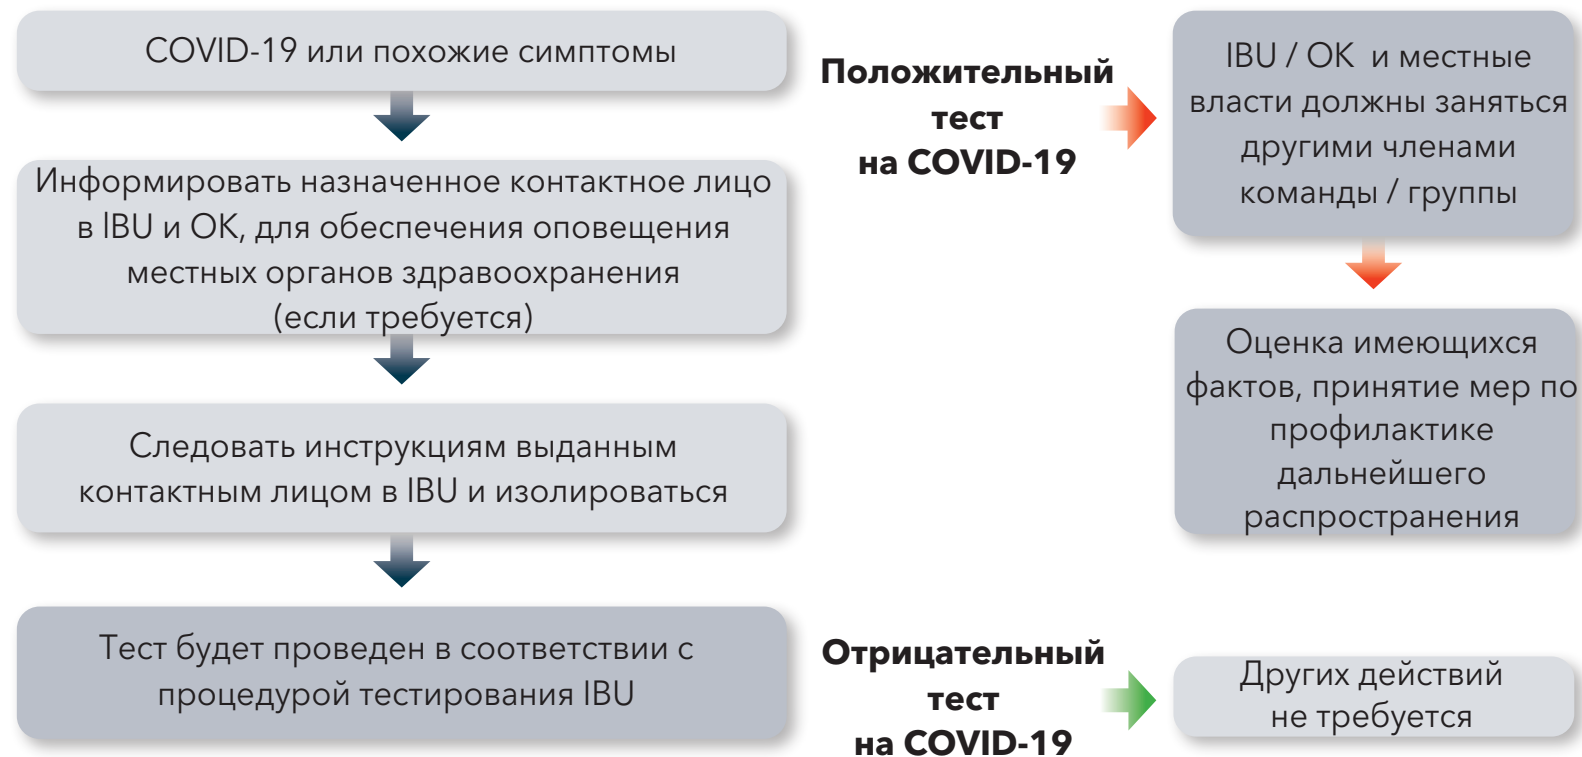 COVID-19 или похожие симптомы
Информировать назначенное контактное лицо
в IBU и ОК, для обеспечения оповещения
местных органов здравоохранения
(если требуется)
Следовать инструкциям выданным
контактным лицом в IBU и изолироваться
Тест будет проведен в соответствии с
процедурой тестирования IBU
Положительный
тест
на COVID-19
IBU / ОК и местные
власти должны заняться
другими членами
команды / группы
Оценка имеющихся
фактов, принятие мер по
профилактике
дальнейшего
распространения
Отрицательный
тест
на COVID-19
Других действий
не требуется